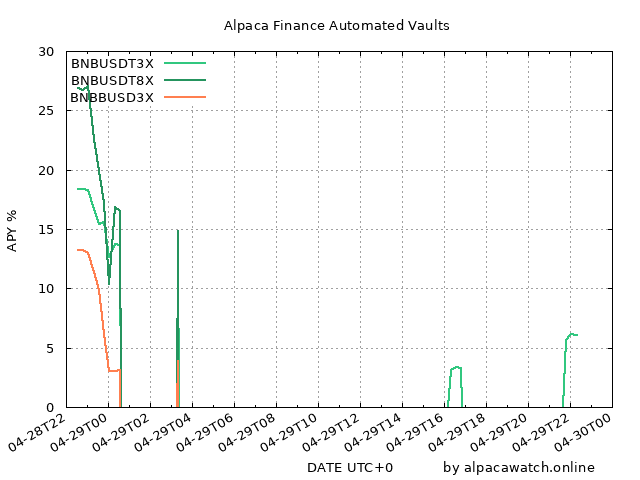 Alpaca Finance Automated Vaults
30
25
20
15
10
5
0
APY %
BNBUSDT3X
BNBUSDT8X
BNBBUSD3X
04-28T22
04-29T00
04-29T02
04-29T04
04-29T06
04-29T08
04-29T10
04-29T12
04-29T14
04-29T16
04-29T18
04-29T20
04-29T22
04-30T00
DATE UTC+0
by alpacawatch.online